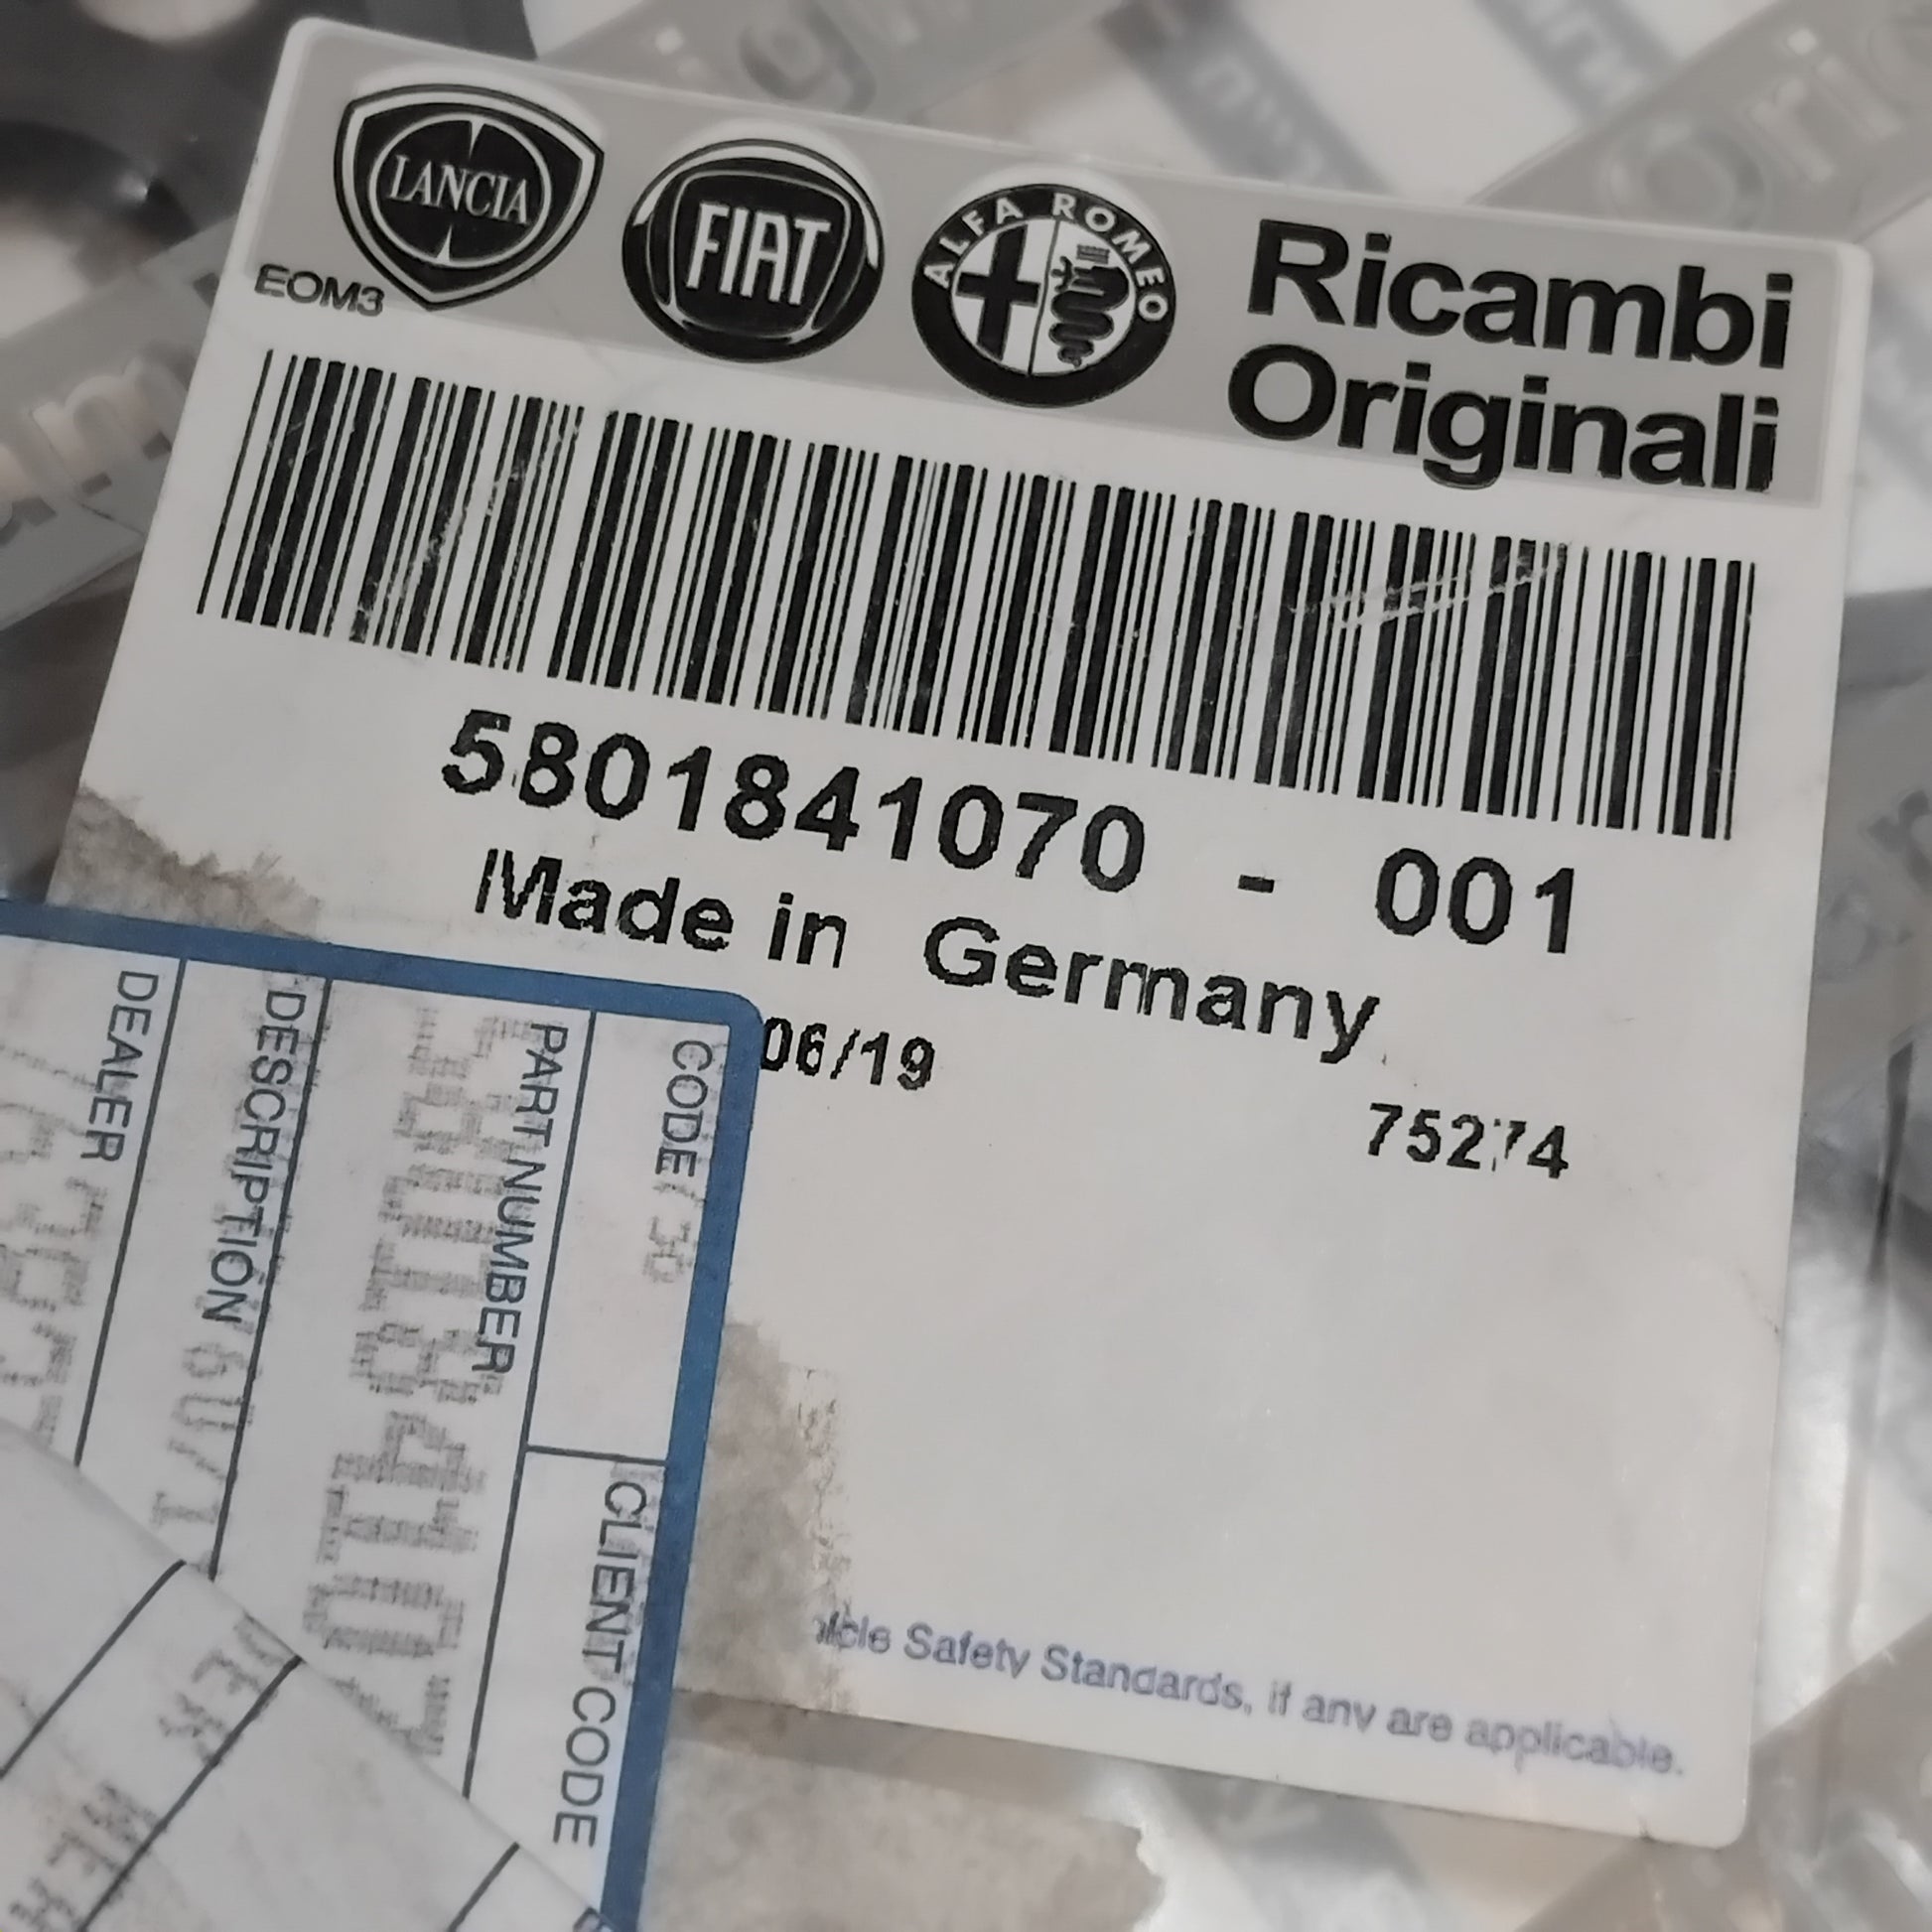 LANCIA
FIAT
ALFA ROMEO
Ricambi
Originali
EOM3
5801841070 - 001
Made in Germany
06/19
75274
Safety Standards, if any are applicable.
CODE
CLIENT CODE
PART NUMBER
DESCRIPTION
DEALER